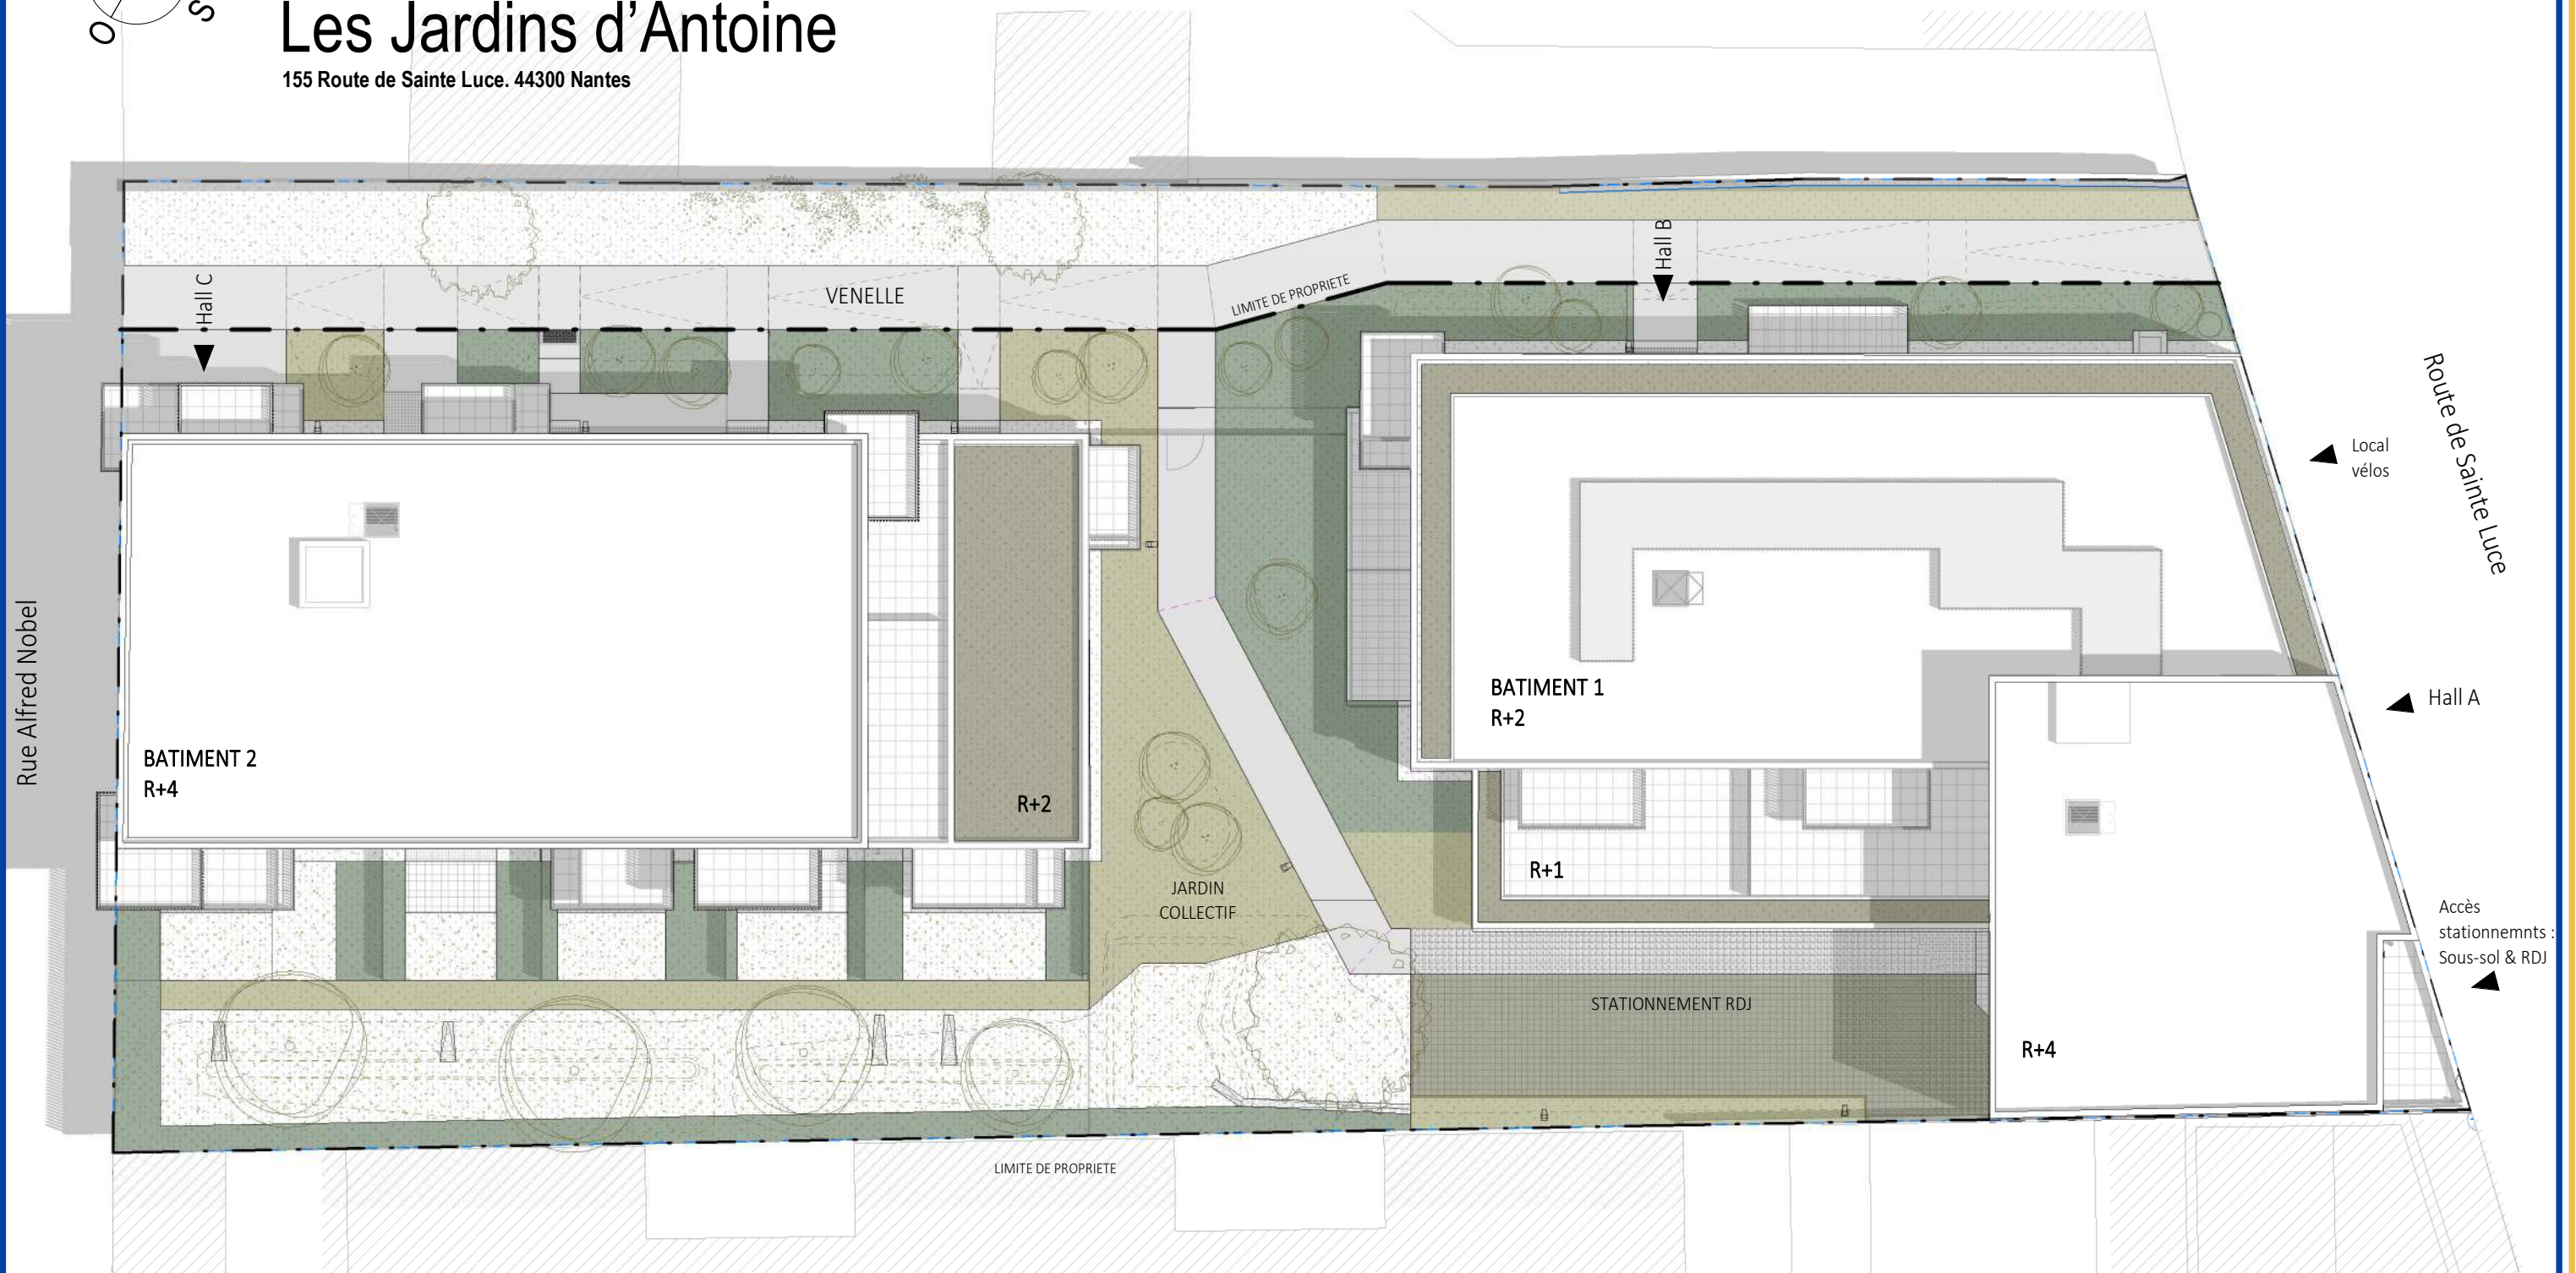 O
S
Les Jardins d'Antoine
155 Route de Sainte Luce. 44300 Nantes
Hall C
VENELLE
LIMITE DE PROPRIETE
Hall B
Route de Sainte Luce
Local
vélos
Hall A
Rue Alfred Nobel
BATIMENT 2
R+4
R+2
BATIMENT 1
R+2
R+1
JARDIN
COLLECTIF
Accès
stationnemnts :
Sous-sol & RDJ
STATIONNEMENT RDJ
R+4
LIMITE DE PROPRIETE